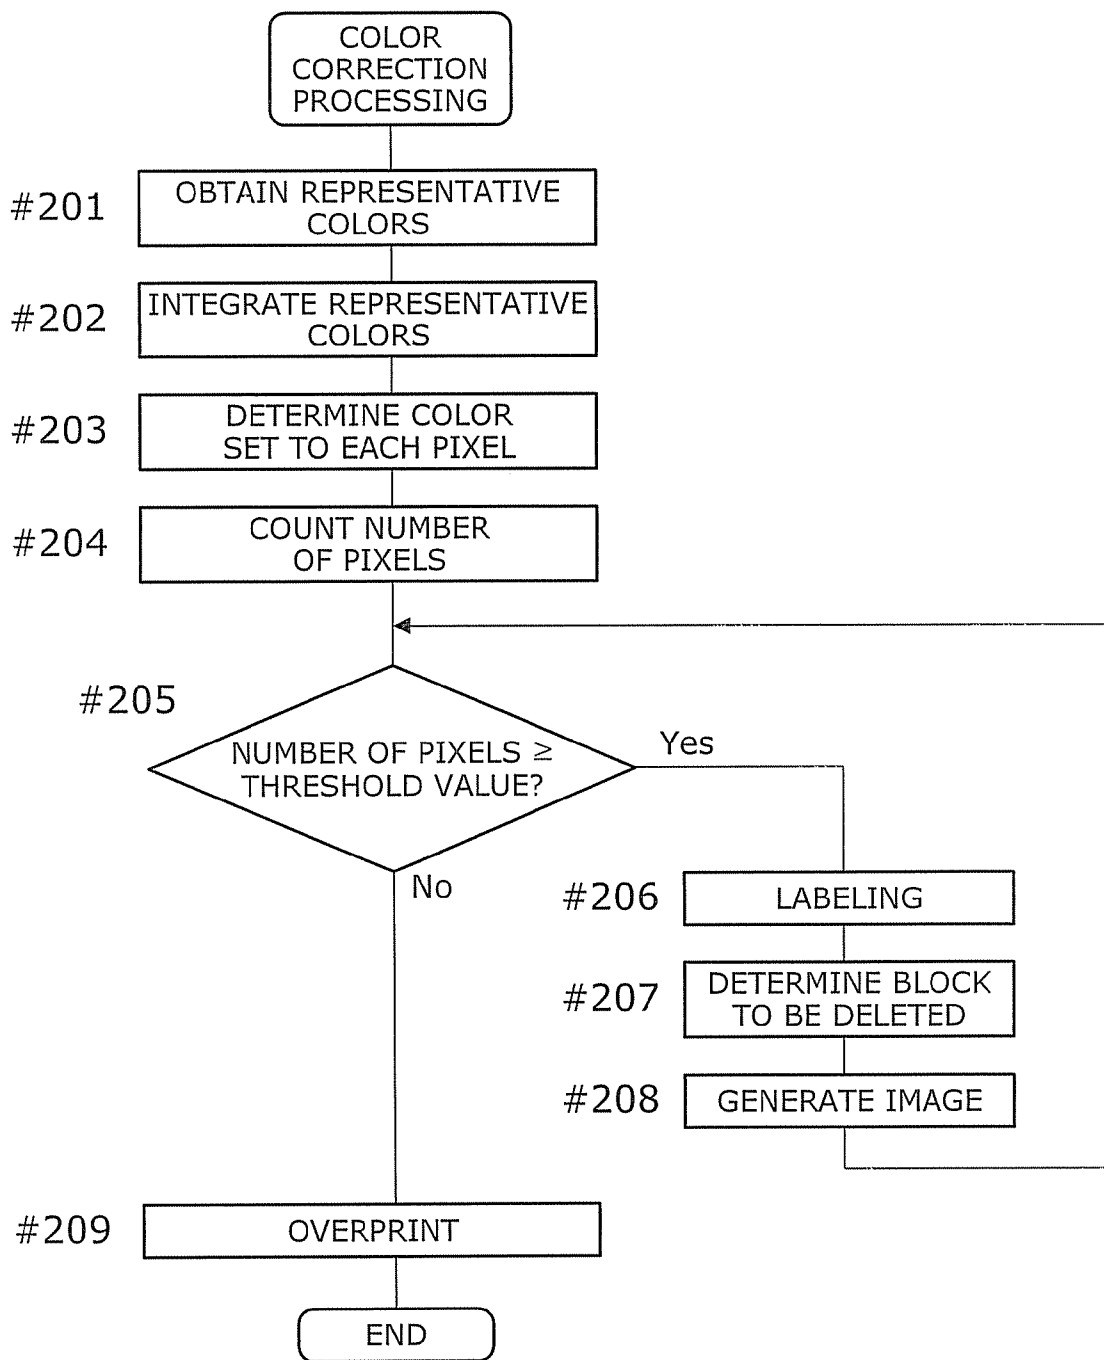 COLOR
CORRECTION
PROCESSING
#201
OBTAIN REPRESENTATIVE
COLORS
#202
INTEGRATE REPRESENTATIVE
COLORS
#203
DETERMINE COLOR
SET TO EACH PIXEL
#204
COUNT NUMBER
OF PIXELS
#205
NUMBER OF PIXELS ≥
THRESHOLD VALUE?
Yes
No
#206
LABELING
#207
DETERMINE BLOCK
TO BE DELETED
#208
GENERATE IMAGE
#209
OVERPRINT
END